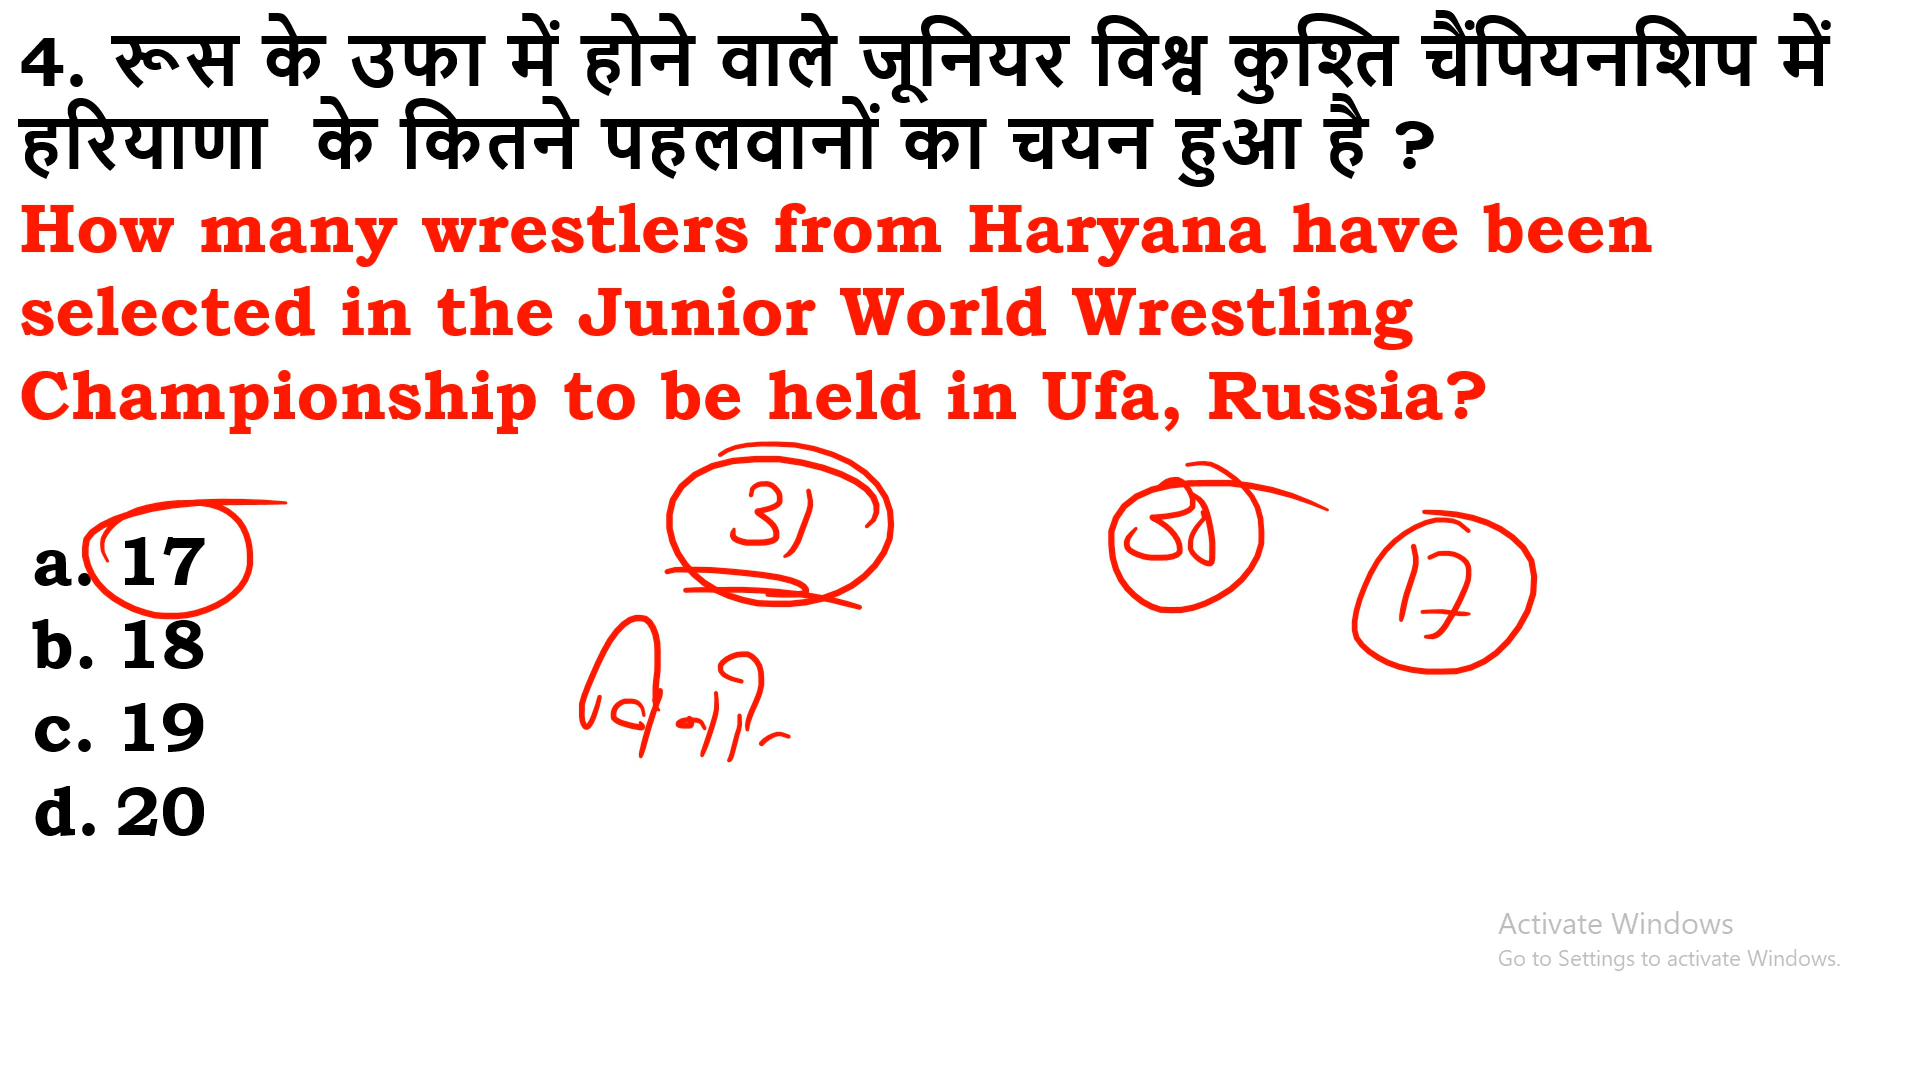 4. रूस के उफा में होने वाले जूनियर विश्व कुश्ति चैंपियनशिप में
हरियाणा के कितने पहलवानों का चयन हुआ है ?
How many wrestlers from Haryana have been
selected in the Junior World Wrestling
Championship to be held in Ufa, Russia?
31
a. 17
17
b. 18
c. 19
d. 20
Activate Windows
Go to Settings to activate Windows.